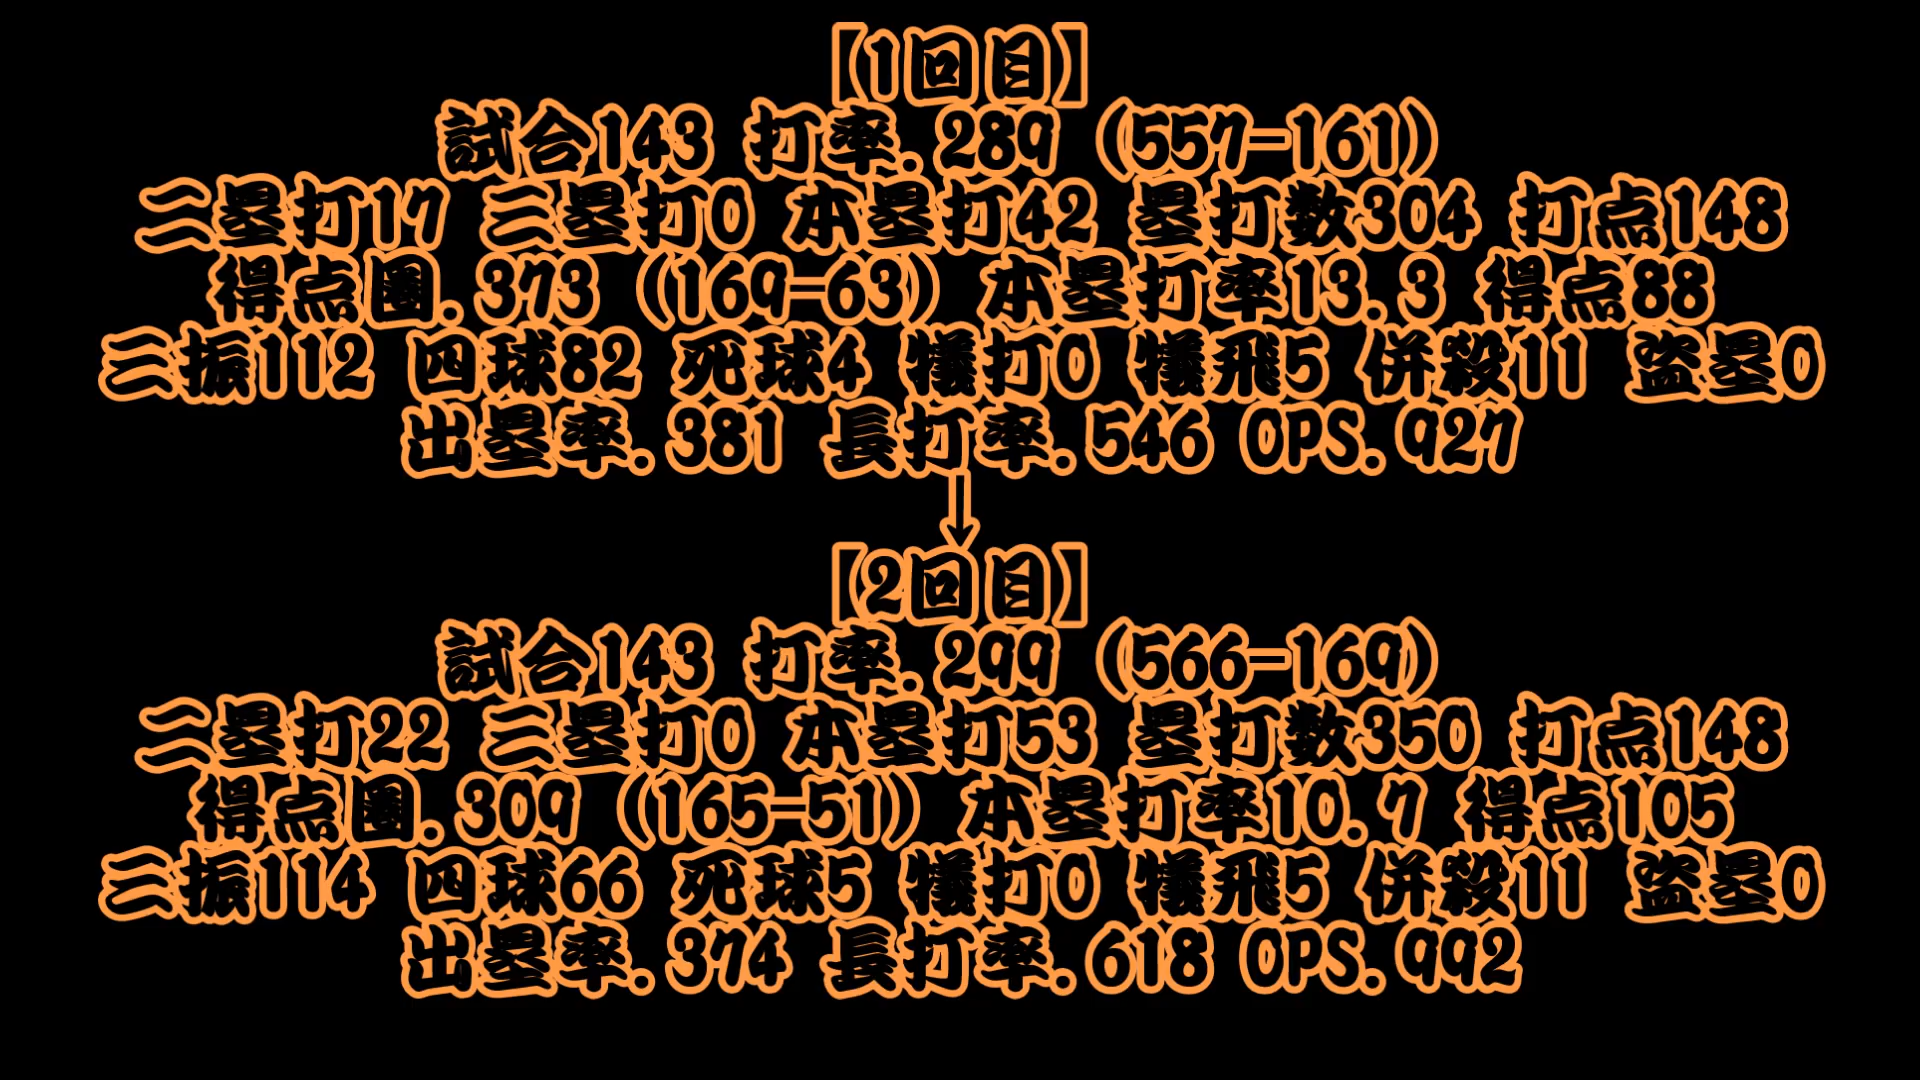 【1回目】
試合143 打率.289 (557-161)
二塁打17 三塁打0 本塁打42 塁打数304 打点148
得点圏.373 (169-63) 本塁打率13.3 得点88
三振112 四球82 死球4 犠打0 犠飛5 併殺11 盗塁0
出塁率.381 長打率.546 OPS.927
↓
【2回目】
試合143 打率.299 (566-169)
二塁打22 三塁打0 本塁打53 塁打数350 打点148
得点圏.309 (165-51) 本塁打率10.7 得点105
三振114 四球66 死球5 犠打0 犠飛5 併殺11 盗塁0
出塁率.374 長打率.618 OPS.992